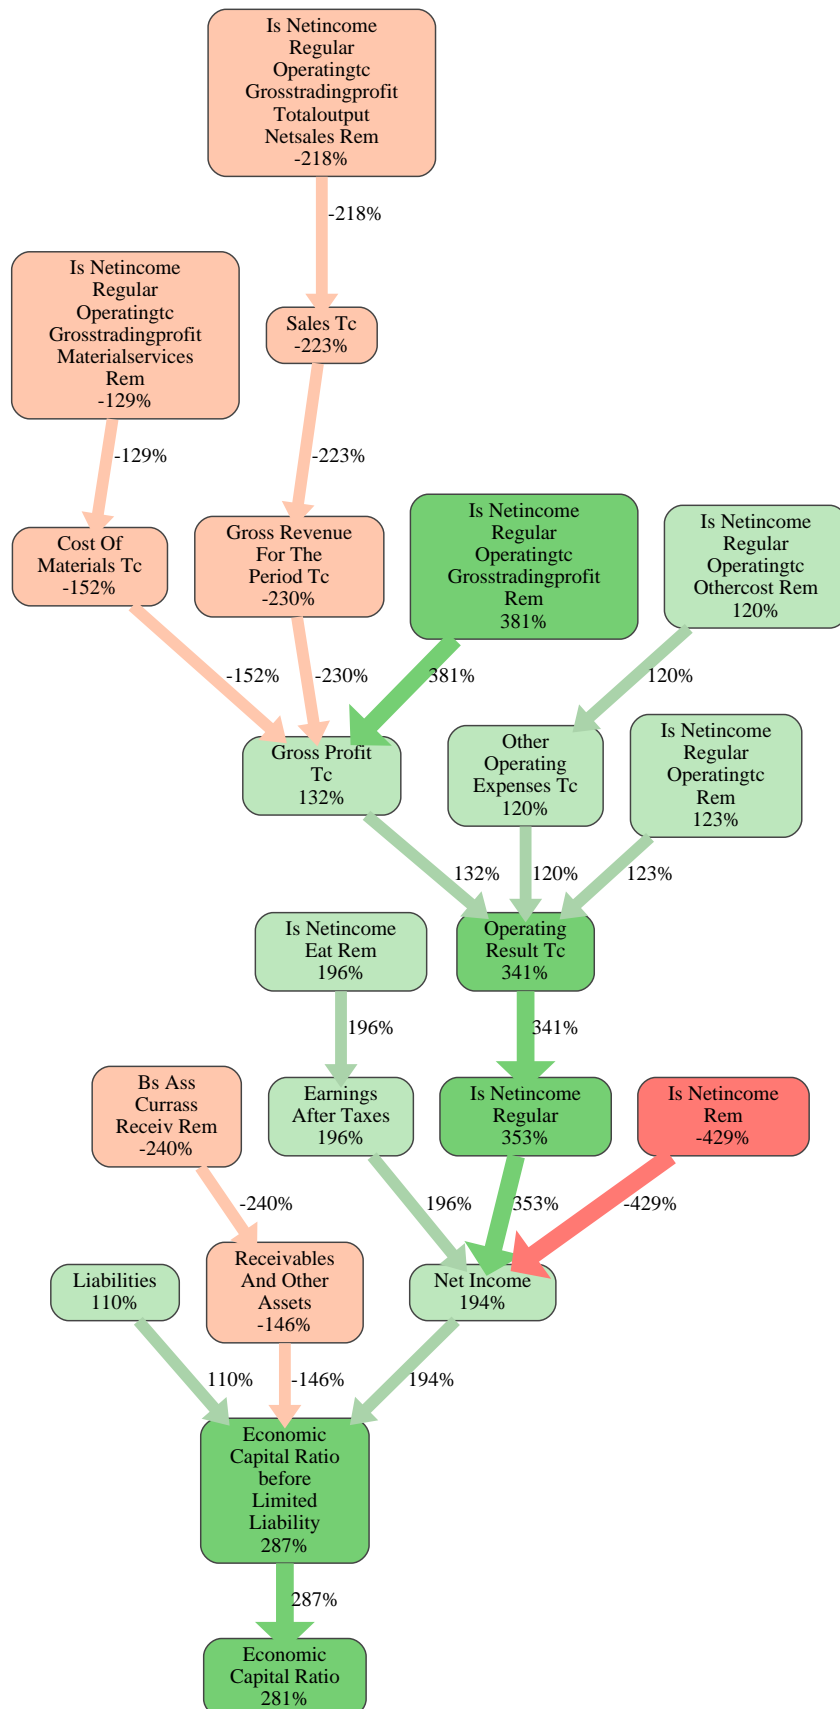 Is Netincome
Regular
Operatingtc
Grosstradingprofit
Totaloutput
Netsales Rem
-218%
-218%
Is Netincome
Regular
Operatingtc
Grosstradingprofit
Materialservices
Rem
-129%
Sales Tc
-223%
-129%
-223%
Cost Of
Materials Tc
-152%
Gross Revenue
For The
Period Tc
-230%
Is Netincome
Regular
Operatingtc
Grosstradingprofit
Rem
381%
Is Netincome
Regular
Operatingtc
Othercost Rem
120%
-152%
-230%
381%
120%
Gross Profit
Tc
132%
Other
Operating
Expenses Tc
120%
Is Netincome
Regular
Operatingtc
Rem
123%
132%
120%
123%
Is Netincome
Eat Rem
196%
Operating
Result Tc
341%
196%
341%
Bs Ass
Currass
Receiv Rem
-240%
Earnings
After Taxes
196%
Is Netincome
Regular
353%
Is Netincome
Rem
-429%
-240%
196%
353%
-429%
Liabilities
110%
Receivables
And Other
Assets
-146%
Net Income
194%
110%
-146%
194%
Economic
Capital Ratio
before
Limited
Liability
287%
287%
Economic
Capital Ratio
281%